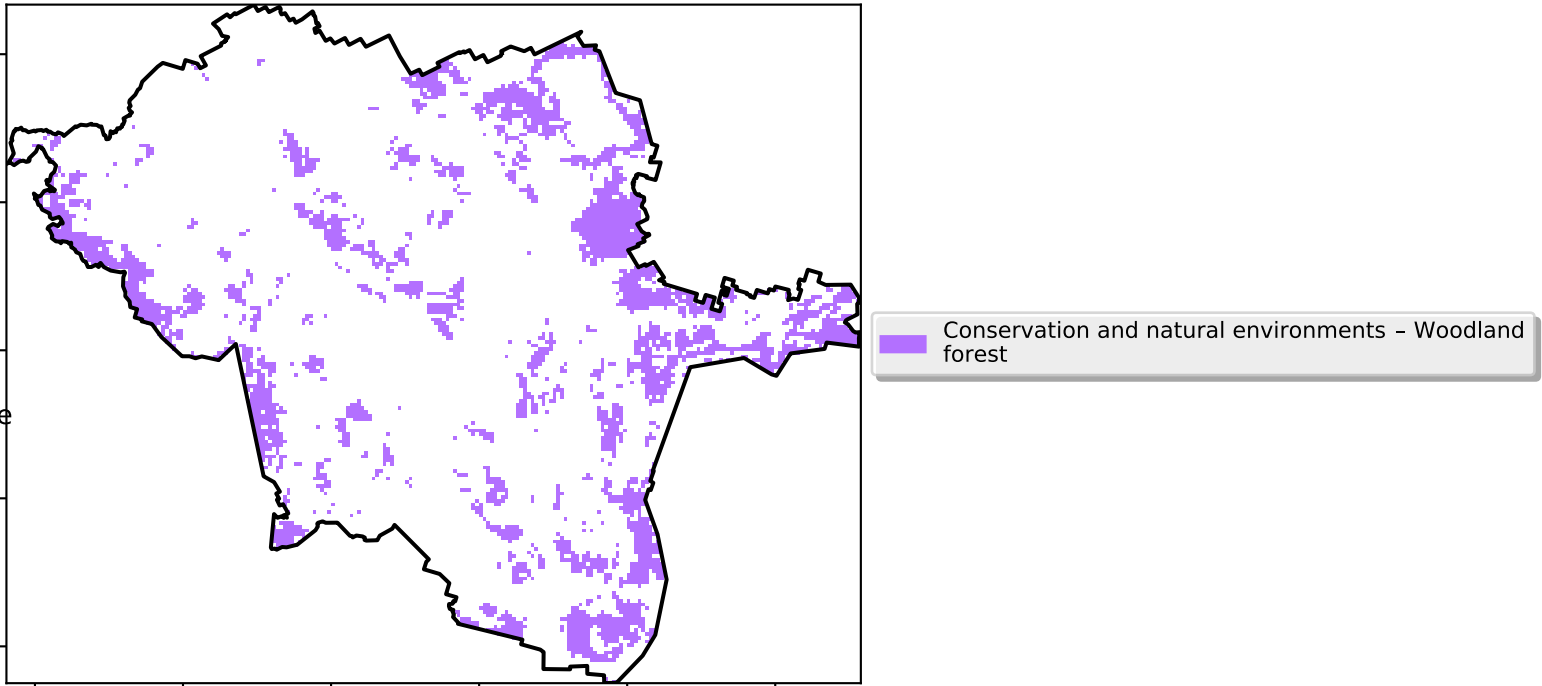 e
Conservation and natural environments – Woodland
forest